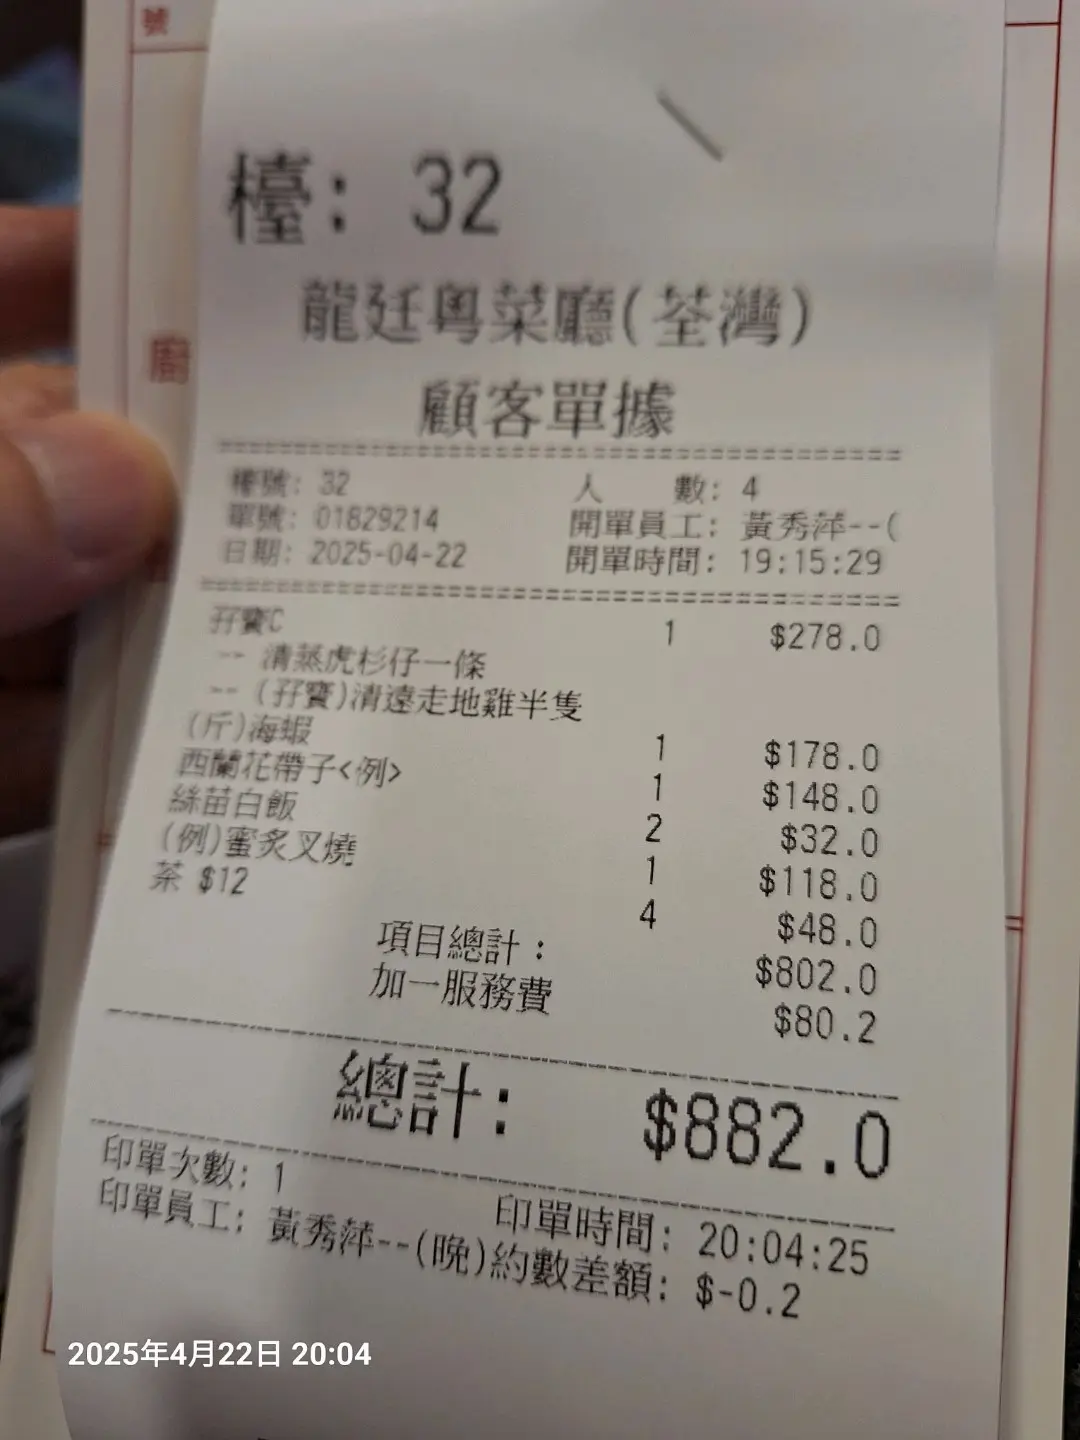 號
廚
檯: 32
龍廷粵菜廳(荃灣)
顧客單據
檯號: 32 人 數: 4
單號: 01829214 開單員工: 黃秀萍--(
日期: 2025-04-22 開單時間: 19:15:29
孖寶C 1 $278.0
-- 清蒸虎杉仔一條
-- (孖寶)清遠走地雞半隻
(斤)海蝦 1 $178.0
西蘭花帶子<例> 1 $148.0
絲苗白飯 2 $32.0
(例)蜜炙叉燒 1 $118.0
茶 $12 4 $48.0
項目總計: $802.0
加一服務費 $80.2
總計: $882.0
印單次數: 1 印單時間: 20:04:25
印單員工: 黃秀萍--(晚)約數差額: $-0.2
2025年4月22日 20:04